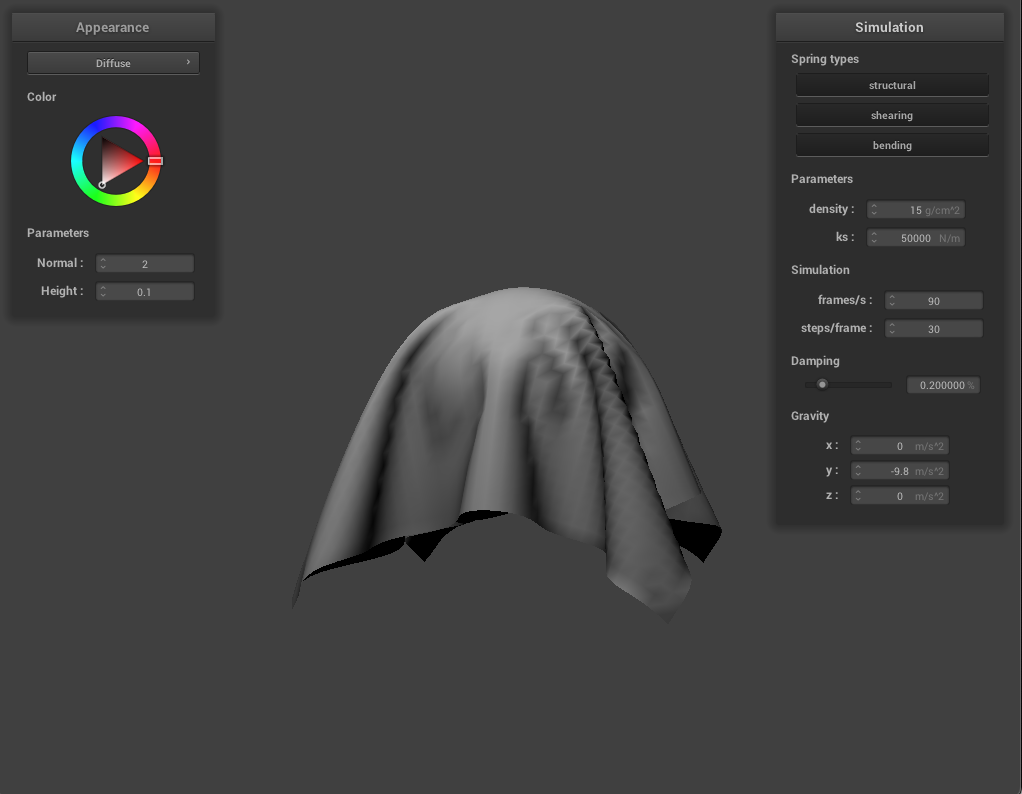 Appearance
Diffuse
Color
Parameters
Normal : 2
Height : 0.1
Simulation
Spring types
structural
shearing
bending
Parameters
density : 15 g/cm^2
ks : 50000 N/m
Simulation
frames/s : 90
steps/frame : 30
Damping
0.200000 %
Gravity
x : 0 m/s^2
y : -9.8 m/s^2
z : 0 m/s^2